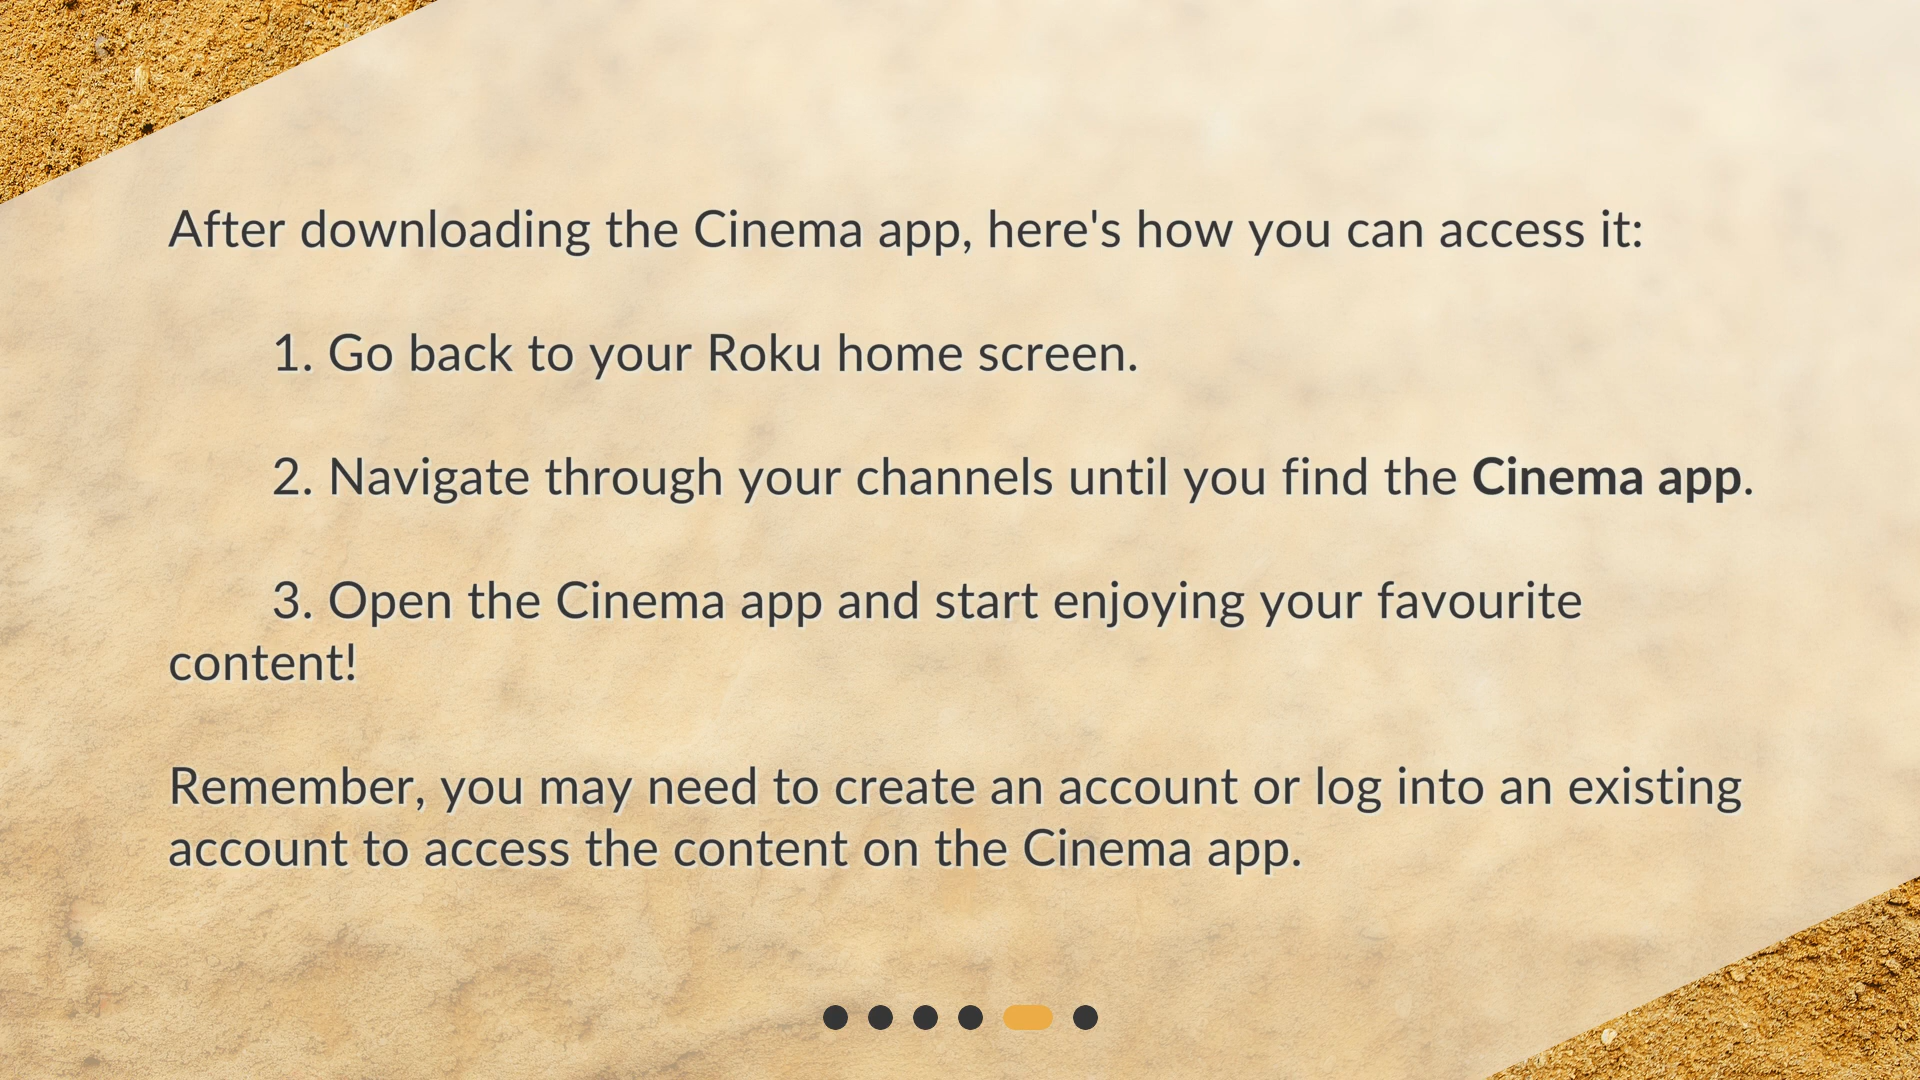 After downloading the Cinema app, here's how you can access it:
1. Go back to your Roku home screen.
2. Navigate through your channels until you find the Cinema app.
3. Open the Cinema app and start enjoying your favourite
content!
Remember, you may need to create an account or log into an existing
account to access the content on the Cinema app.